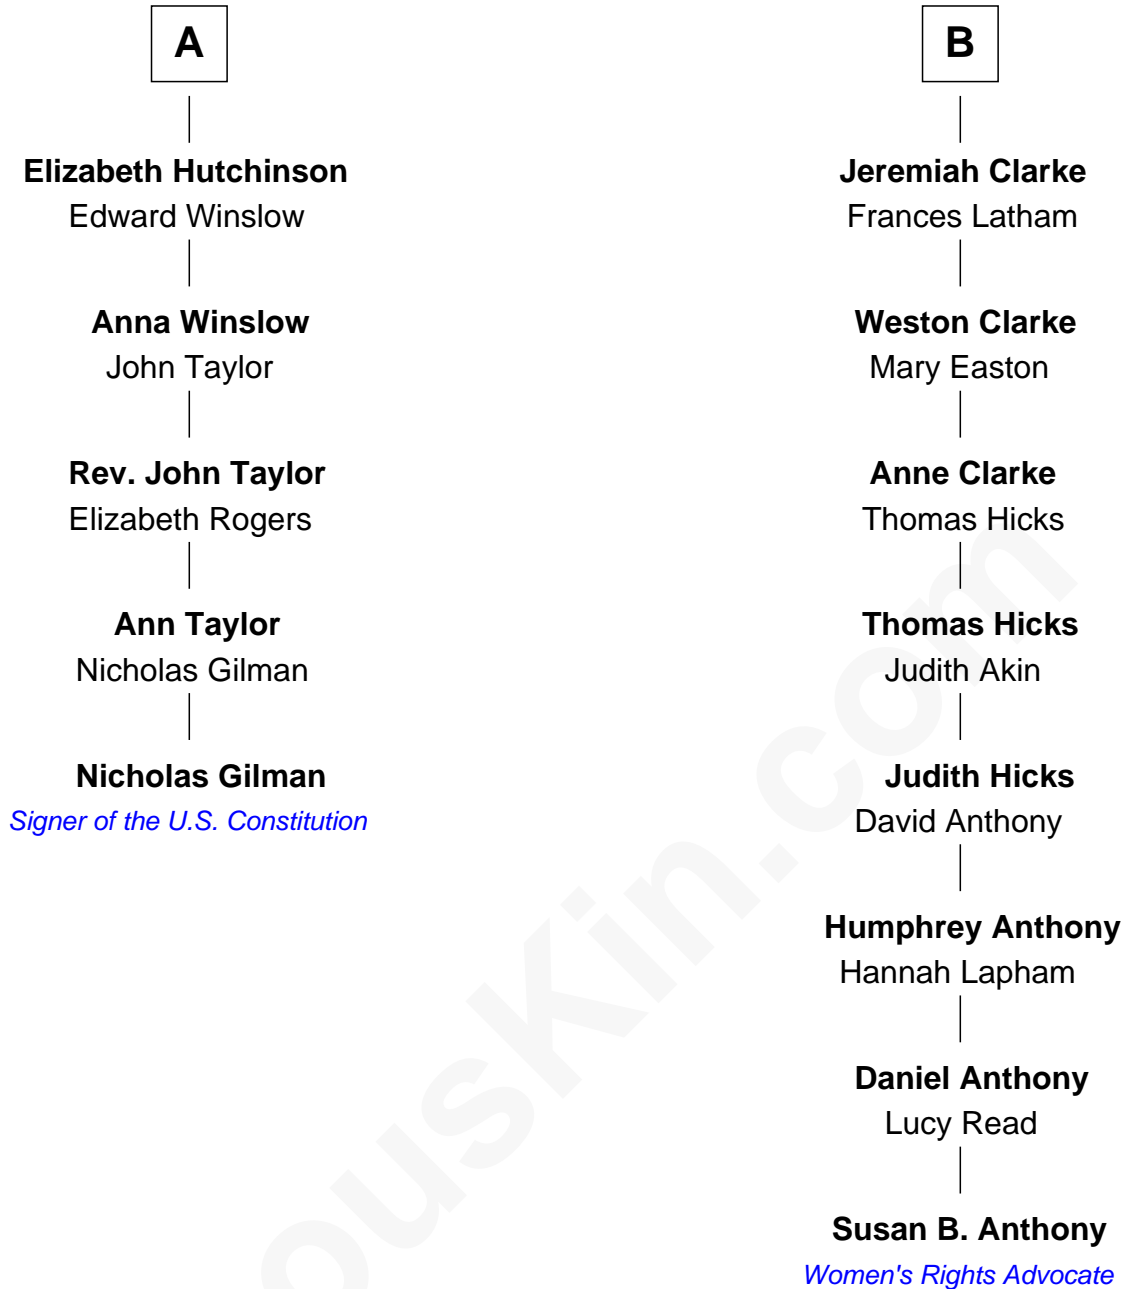 A
Elizabeth Hutchinson
Edward Winslow
Anna Winslow
John Taylor
Rev. John Taylor
Elizabeth Rogers
Ann Taylor
Nicholas Gilman
Nicholas Gilman
Signer of the U.S. Constitution
B
Jeremiah Clarke
Frances Latham
Weston Clarke
Mary Easton
Anne Clarke
Thomas Hicks
Thomas Hicks
Judith Akin
Judith Hicks
David Anthony
Humphrey Anthony
Hannah Lapham
Daniel Anthony
Lucy Read
Susan B. Anthony
Women's Rights Advocate
ouskin.com